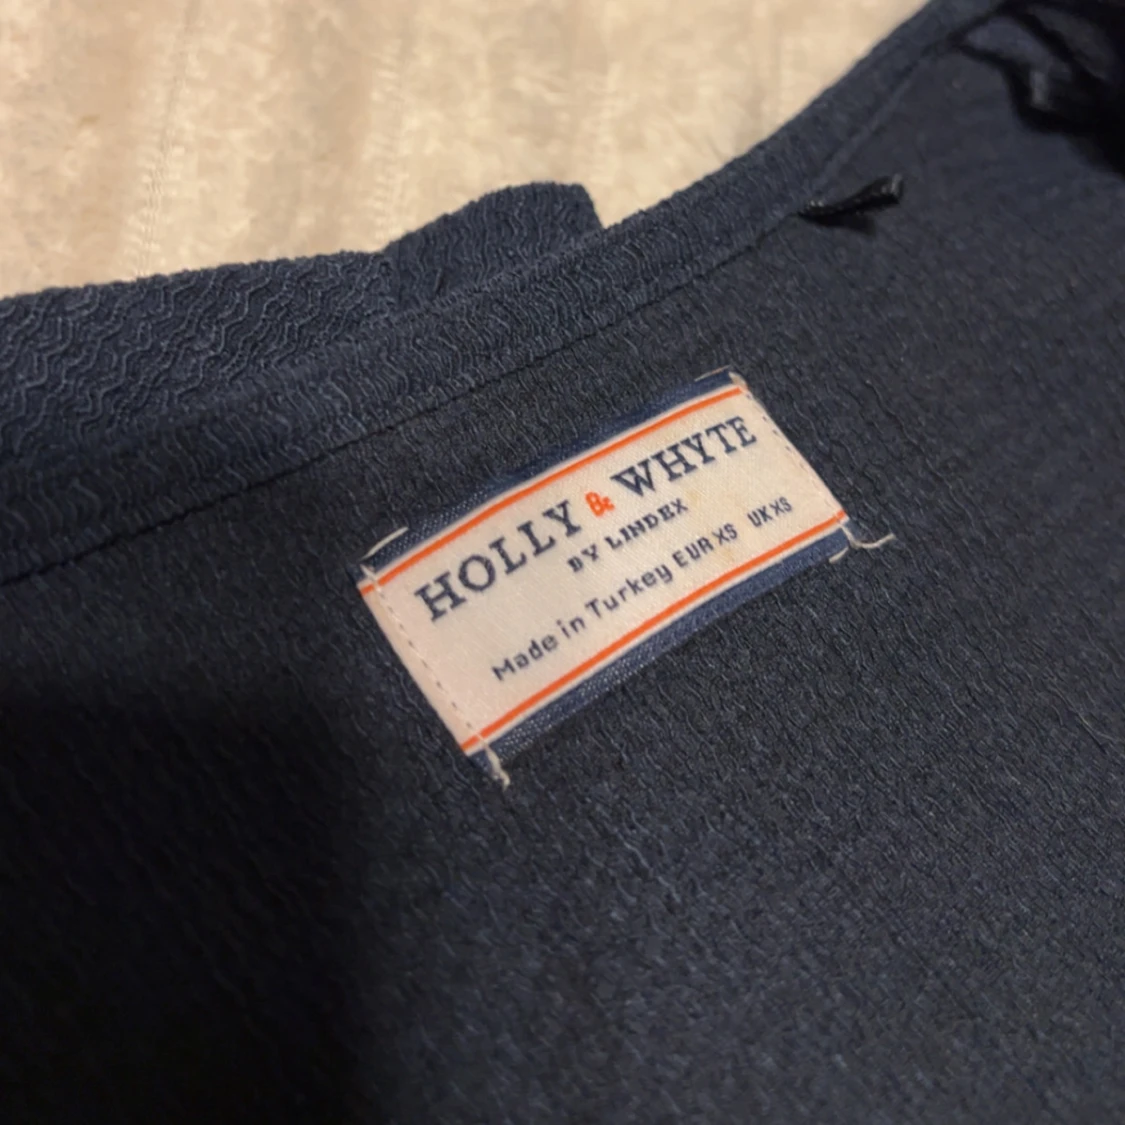 HOLLY & WHYTE
BY LINDEX
Made in Turkey EUR XS UK XS